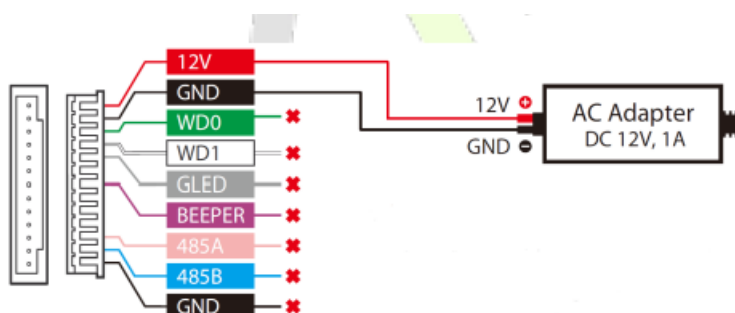 12V
GND
WD0
WD1
GLED
BEEPER
485A
485B
GND
12V
GND
AC Adapter
DC 12V, 1A